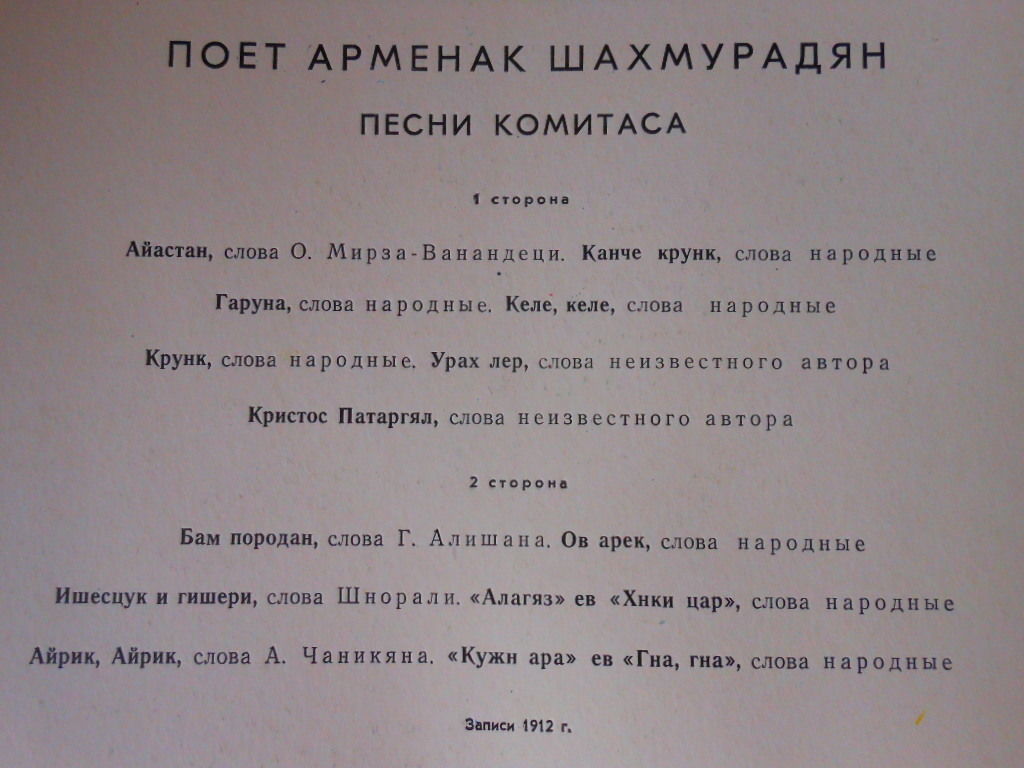 ПОЕТ АРМЕНАК ШАХМУРАДЯН
ПЕСНИ КОМИТАСА
1 сторона
Айастан, слова О. Мирза-Ванандеци. Канче крунк, слова народные
Гаруна, слова народные. Келе, келе, слова народные
Крунк, слова народные. Урах лер, слова неизвестного автора
Кристос Патаргял, слова неизвестного автора
2 сторона
Бам породан, слова Г. Алишана. Ов арек, слова народные
Ишесцук и гишери, слова Шнорали. «Алагяз» ев «Хнки цар», слова народные
Айрик, Айрик, слова А. Чаникяна. «Кужн ара» ев «Гна, гна», слова народные
Записи 1912 г.